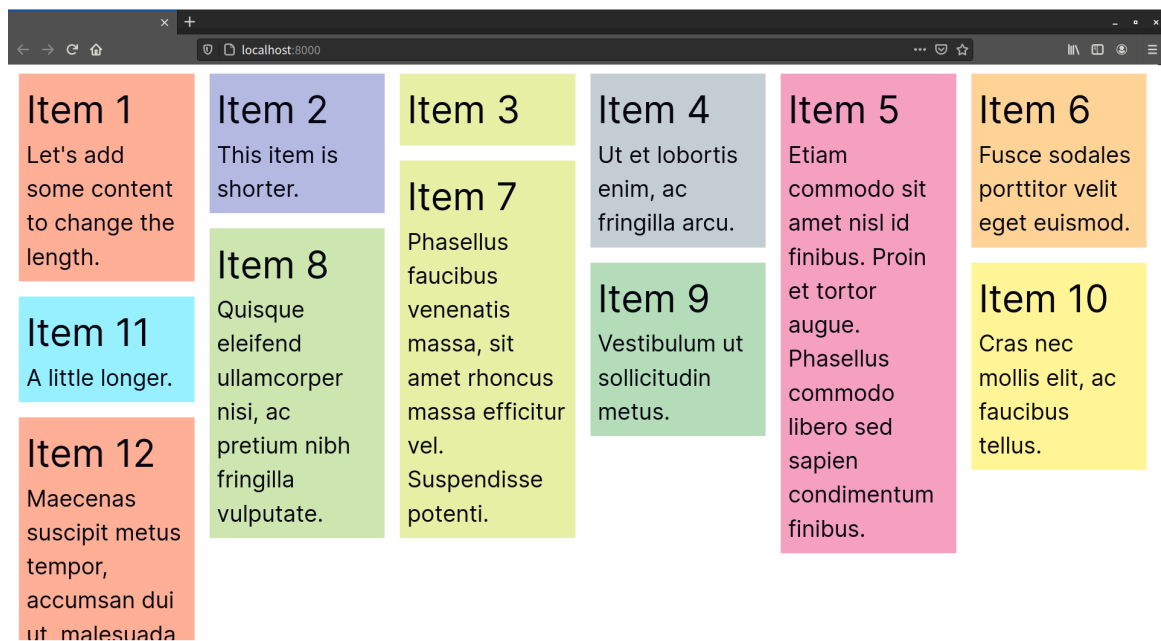 localhost:8000
Item 1
Let's add
some content
to change the
length.
Item 2
This item is
shorter.
Item 3
Item 4
Ut et lobortis
enim, ac
fringilla arcu.
Item 5
Etiam
commodo sit
amet nisl id
finibus. Proin
et tortor
augue.
Phasellus
commodo
libero sed
sapien
condimentum
finibus.
Item 6
Fusce sodales
porttitor velit
eget euismod.
Item 7
Phasellus
faucibus
venenatis
massa, sit
amet rhoncus
massa efficitur
vel.
Suspendisse
potenti.
Item 8
Quisque
eleifend
ullamcorper
nisi, ac
pretium nibh
fringilla
vulputate.
Item 9
Vestibulum ut
sollicitudin
metus.
Item 10
Cras nec
mollis elit, ac
faucibus
tellus.
Item 11
A little longer.
Item 12
Maecenas
suscipit metus
tempor,
accumsan dui
ut, malesuada